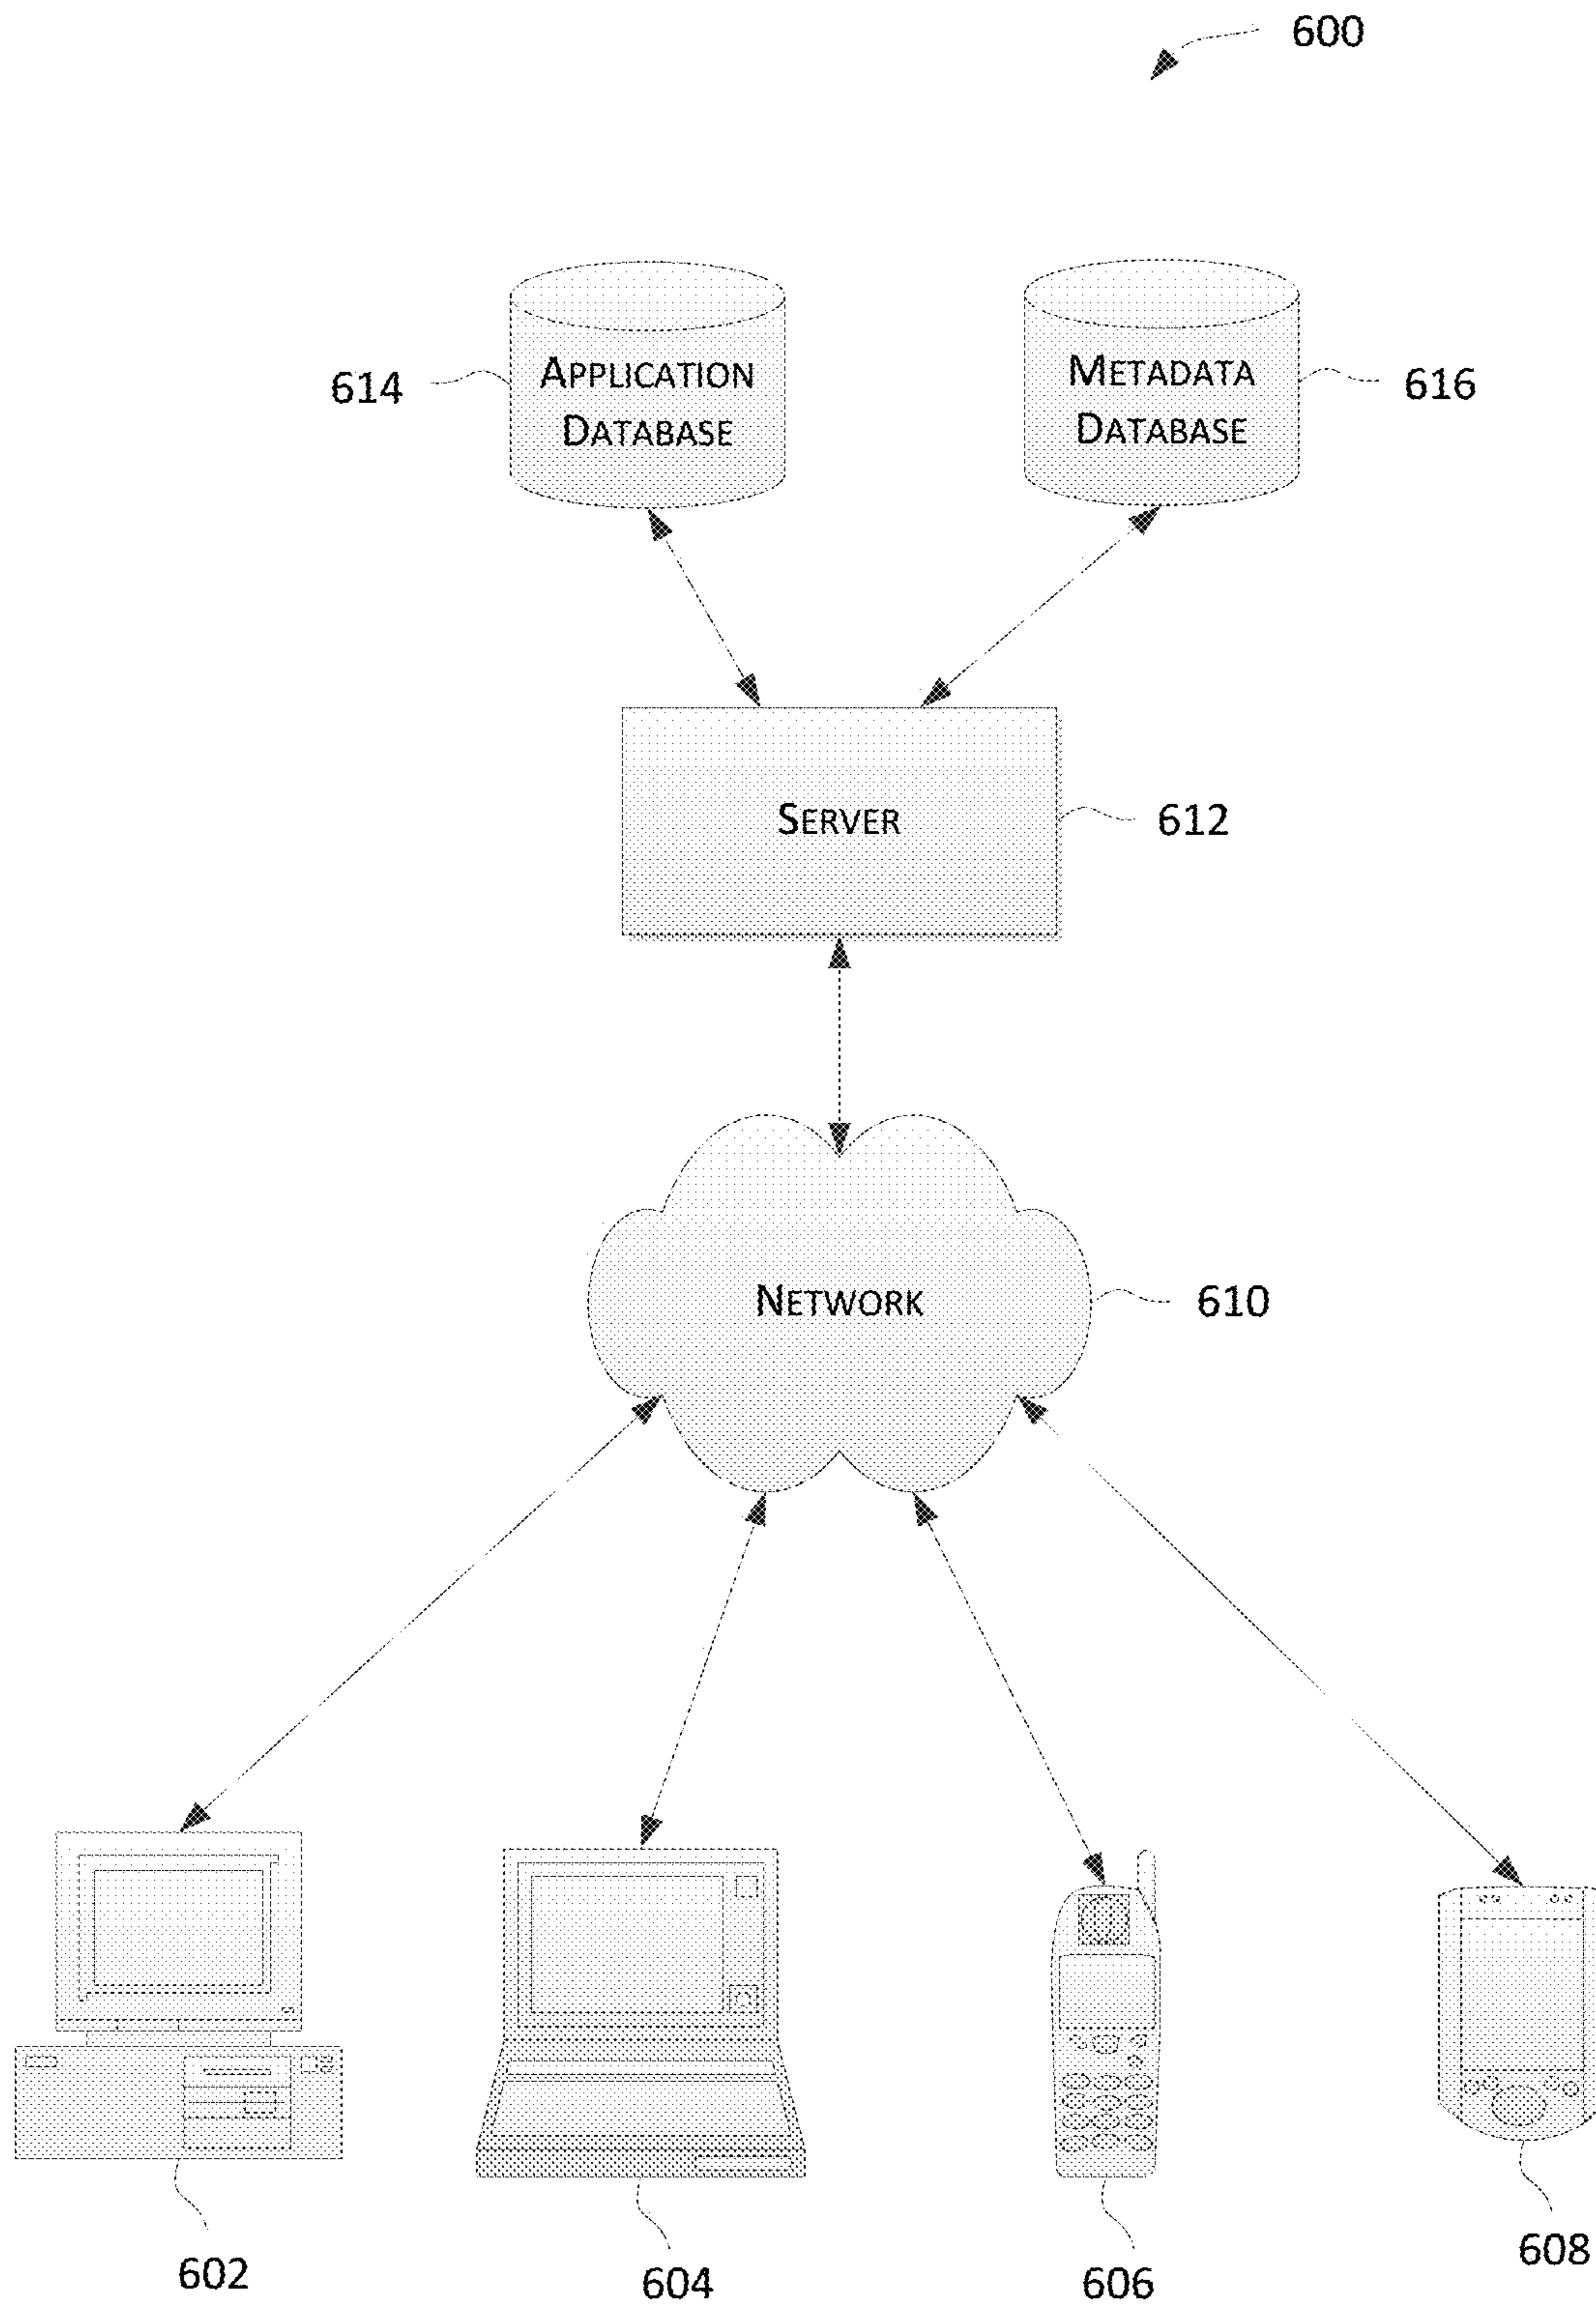 600
614
APPLICATION
DATABASE
METADATA
DATABASE
616
SERVER
612
NETWORK
610
602
604
606
608